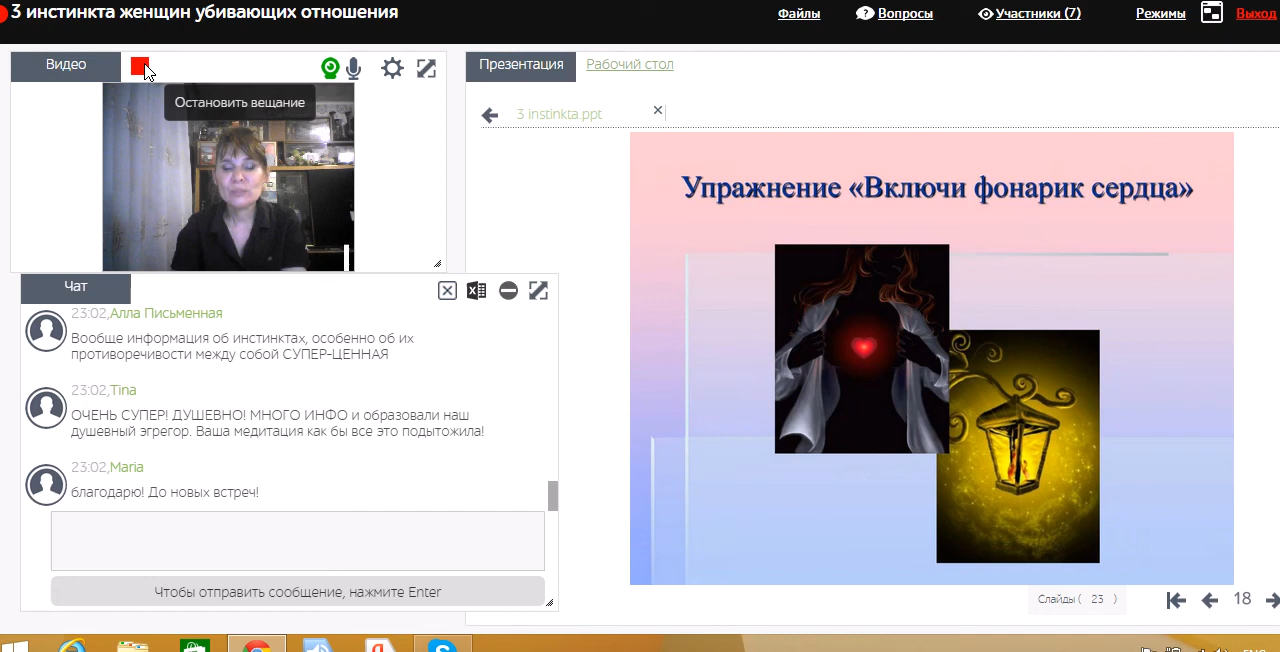 3 инстинкта женщин убивающих отношения
Файлы
Вопросы
Участники (7)
Режимы
Выход
Видео
Остановить вещание
Презентация
Рабочий стол
3 instinkta.ppt
Упражнение «Включи фонарик сердца»
Чат
23:02,Алла Письменная
Вообще информация об инстинктах, особенно об их
противоречивости между собой СУПЕР-ЦЕННАЯ
23:02,Tina
ОЧЕНЬ СУПЕР! ДУШЕВНО! МНОГО ИНФО и образовали наш
душевный эгрегор. Ваша медитация как бы все это подытожила!
23:02,Maria
благодарю! До новых встреч!
Чтобы отправить сообщение, нажмите Enter
Слайды ( 23 )
18